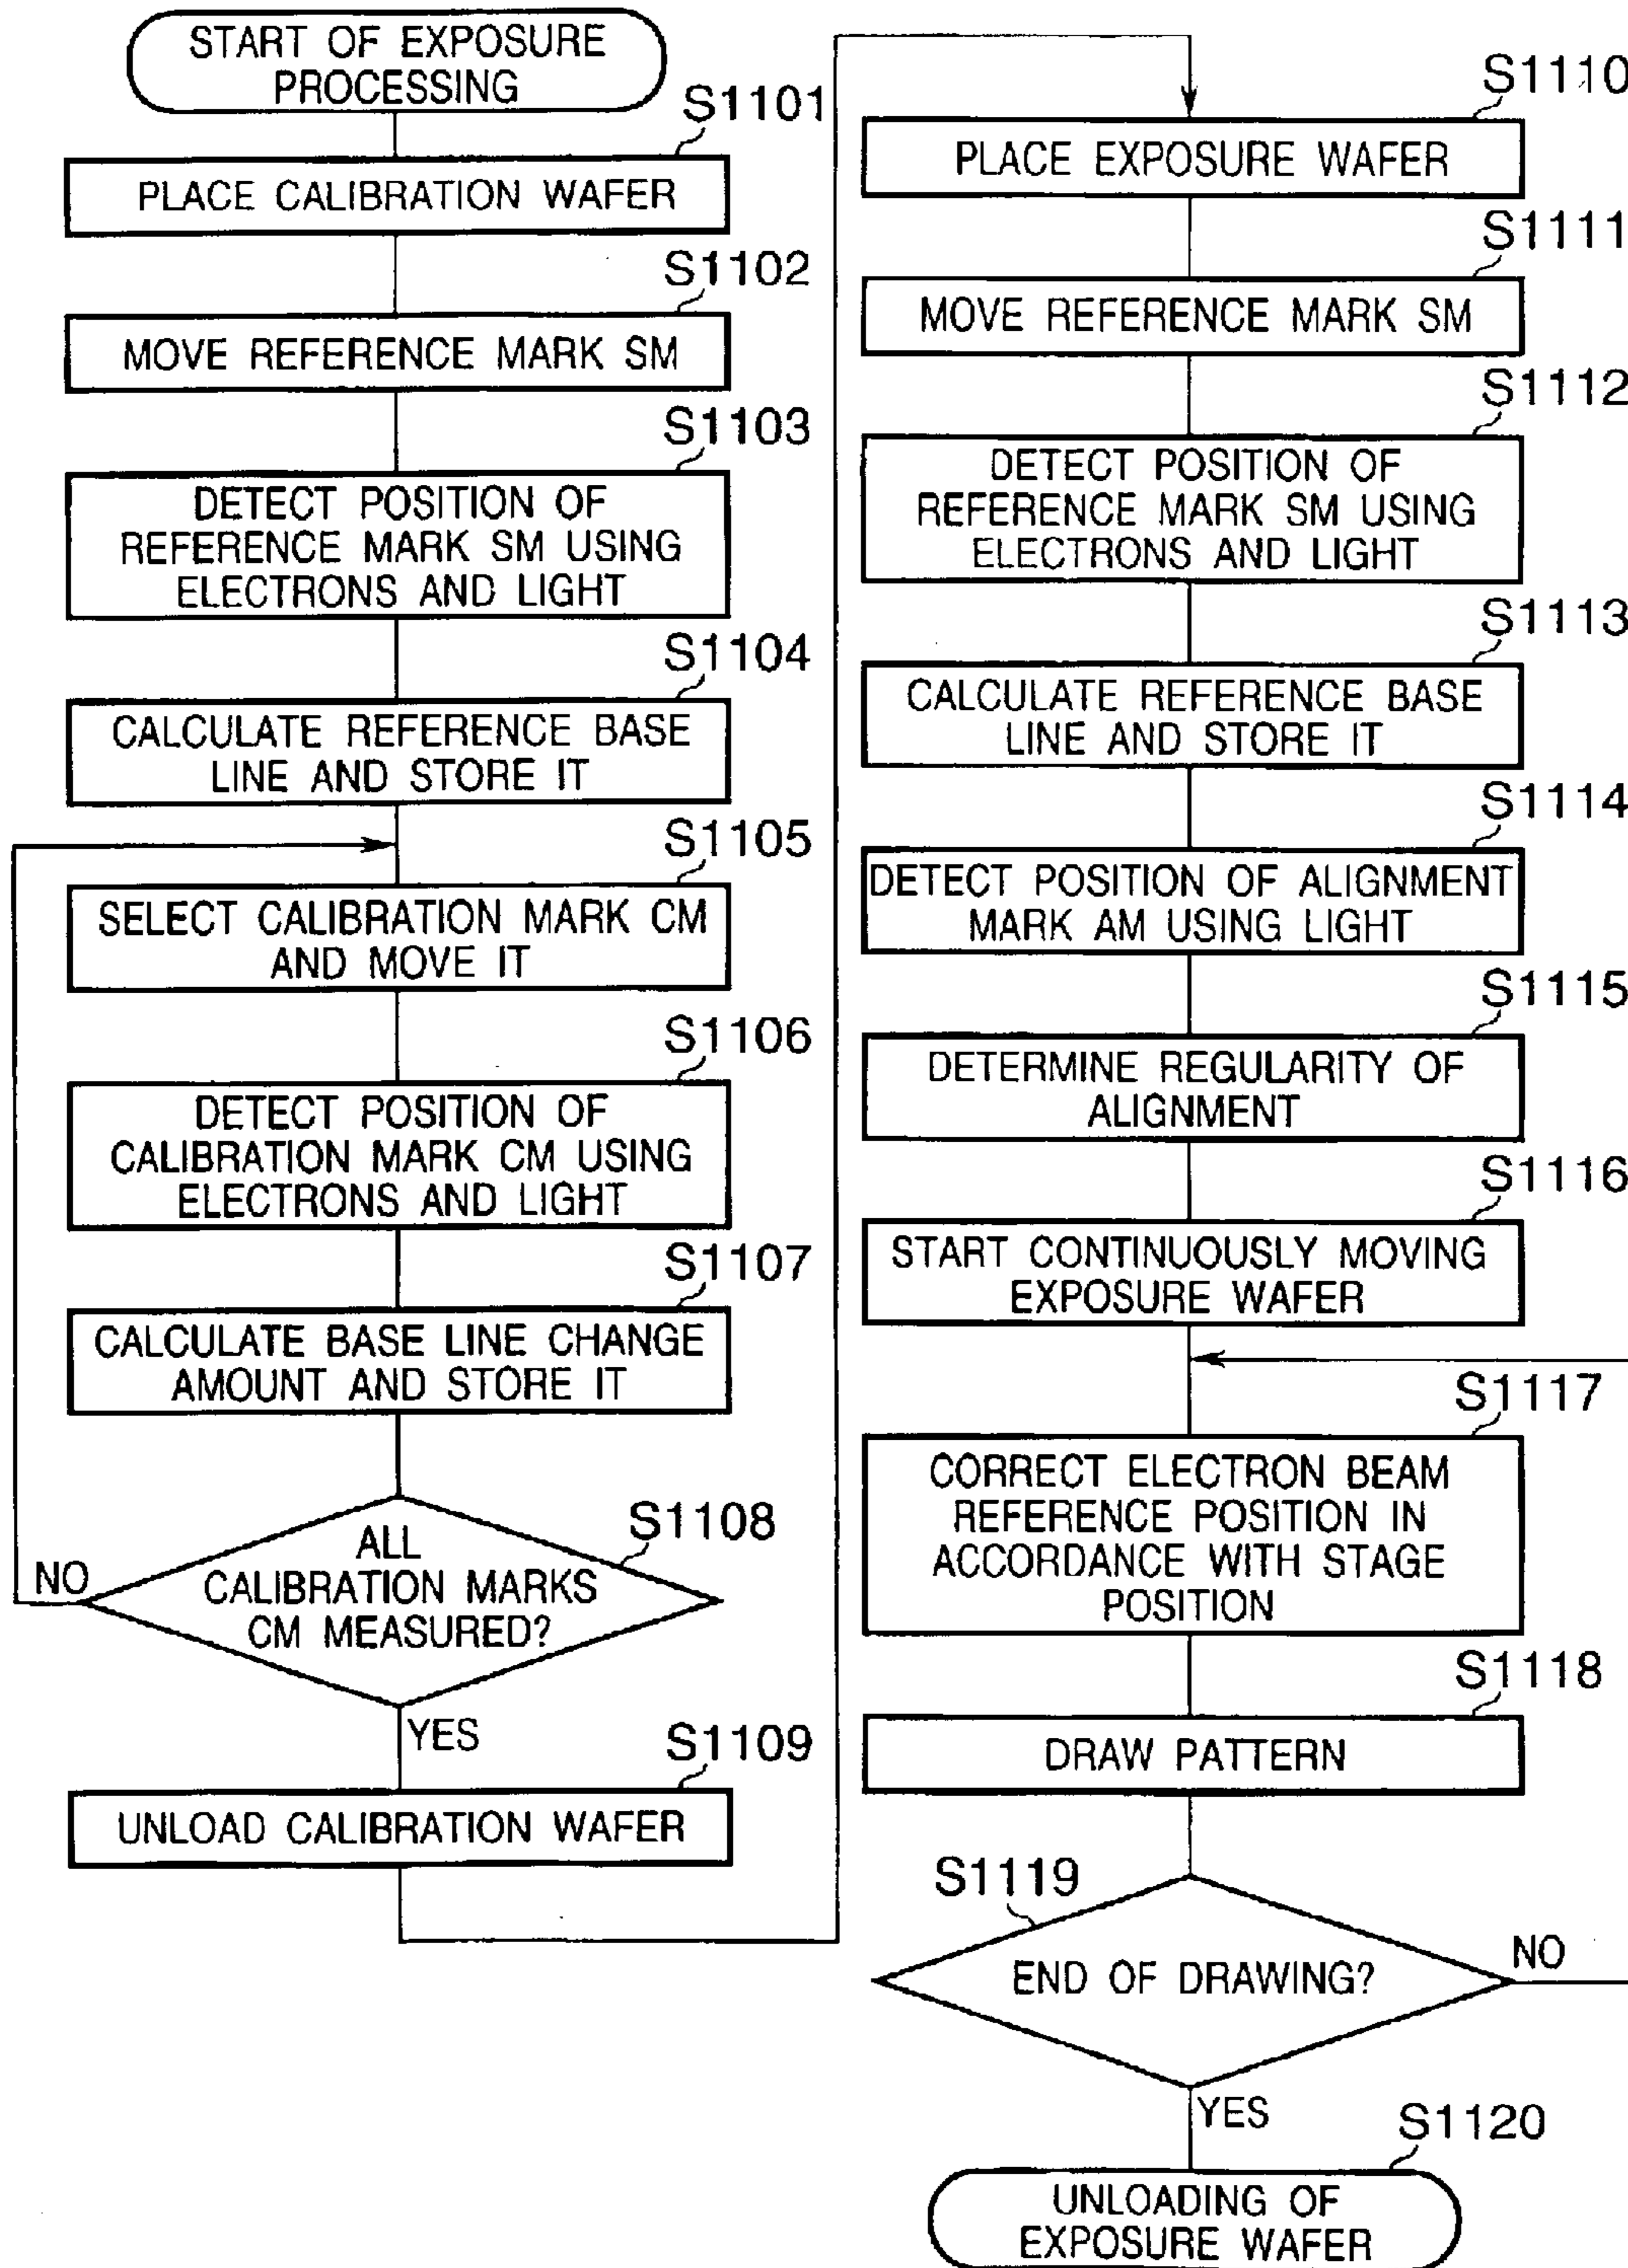 START OF EXPOSURE
PROCESSING
S1101
PLACE CALIBRATION WAFER
S1102
MOVE REFERENCE MARK SM
S1103
DETECT POSITION OF
REFERENCE MARK SM USING
ELECTRONS AND LIGHT
S1104
CALCULATE REFERENCE BASE
LINE AND STORE IT
S1105
SELECT CALIBRATION MARK CM
AND MOVE IT
S1106
DETECT POSITION OF
CALIBRATION MARK CM USING
ELECTRONS AND LIGHT
S1107
CALCULATE BASE LINE CHANGE
AMOUNT AND STORE IT
S1108
ALL
CALIBRATION MARKS
CM MEASURED?
NO
YES
S1109
UNLOAD CALIBRATION WAFER
S1110
PLACE EXPOSURE WAFER
S1111
MOVE REFERENCE MARK SM
S1112
DETECT POSITION OF
REFERENCE MARK SM USING
ELECTRONS AND LIGHT
S1113
CALCULATE REFERENCE BASE
LINE AND STORE IT
S1114
DETECT POSITION OF ALIGNMENT
MARK AM USING LIGHT
S1115
DETERMINE REGULARITY OF
ALIGNMENT
S1116
START CONTINUOUSLY MOVING
EXPOSURE WAFER
S1117
CORRECT ELECTRON BEAM
REFERENCE POSITION IN
ACCORDANCE WITH STAGE
POSITION
S1118
DRAW PATTERN
S1119
END OF DRAWING?
NO
YES
S1120
UNLOADING OF
EXPOSURE WAFER